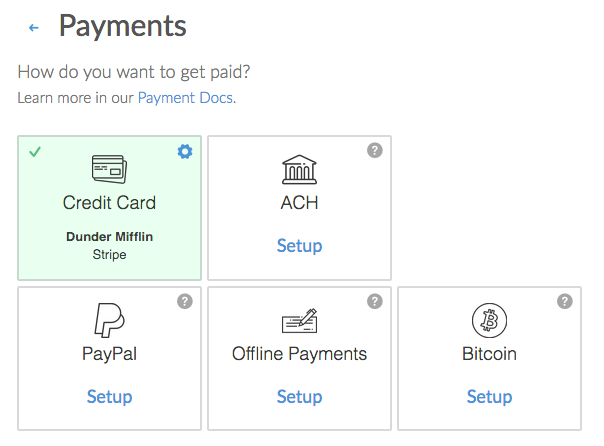 ← Payments
How do you want to get paid?
Learn more in our Payment Docs.
Credit Card
Dunder Mifflin
Stripe
?
ACH
Setup
?
PayPal
Setup
?
Offline Payments
Setup
?
Bitcoin
Setup